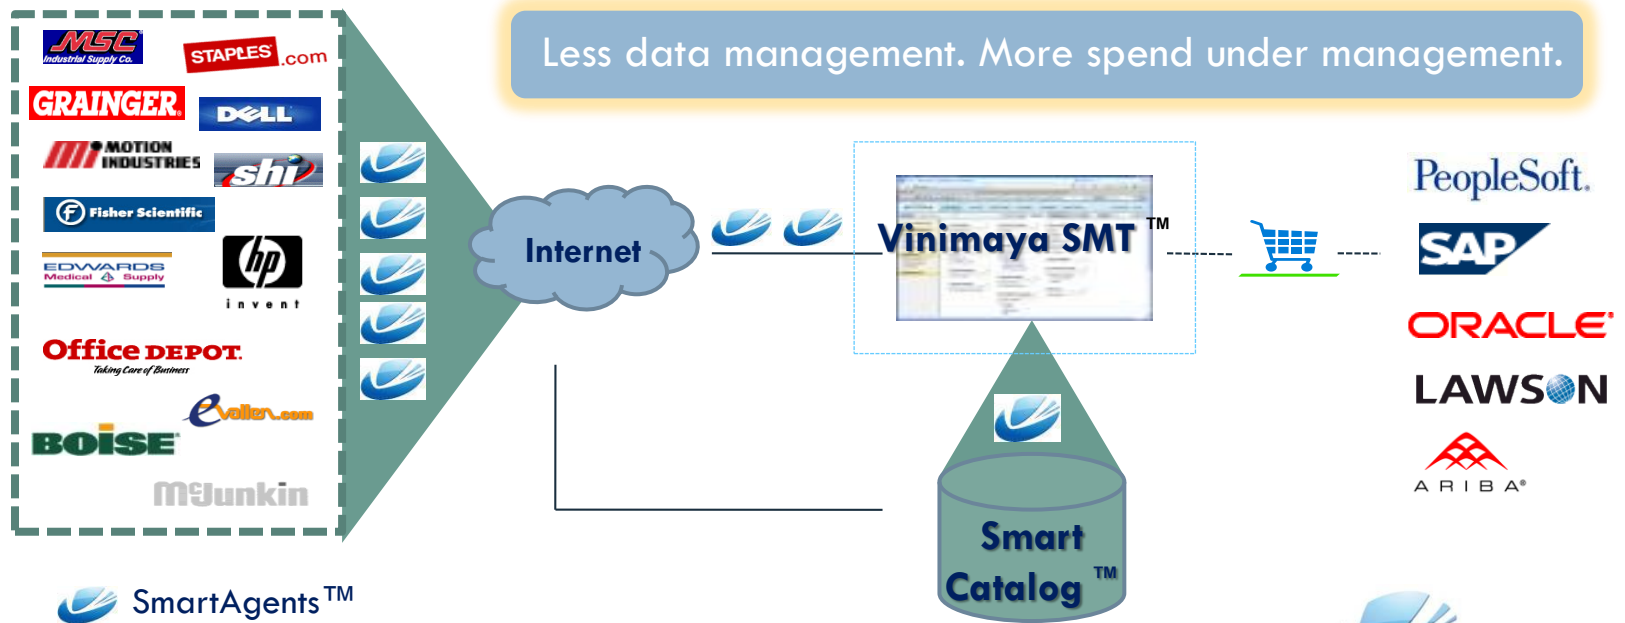 Less data management. More spend under management.
MSC
Industrial Supply Co.
STAPLES .com
GRAINGER.
DELL
MOTION
INDUSTRIES
shi
Fisher Scientific
EDWARDS
Medical Supply
hp
invent
Office DEPOT.
Taking Care of Business
evallen.com
BOISE
McJunkin
SmartAgents™
Internet
Vinimaya SMT ™
Smart
Catalog ™
PeopleSoft.
SAP
ORACLE®
LAWSON
ARIBA®